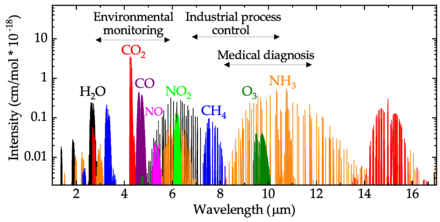 Environmental
monitoring
Industrial process
control
Medical diagnosis
CO₂
CO
H₂O
NO
NO₂
CH₄
O₃
NH₃
10
1
0.1
0.01
Intensity (cm/mol * 10⁻¹⁸)
2 4 6 8 10 12 14 16
Wavelength (μm)